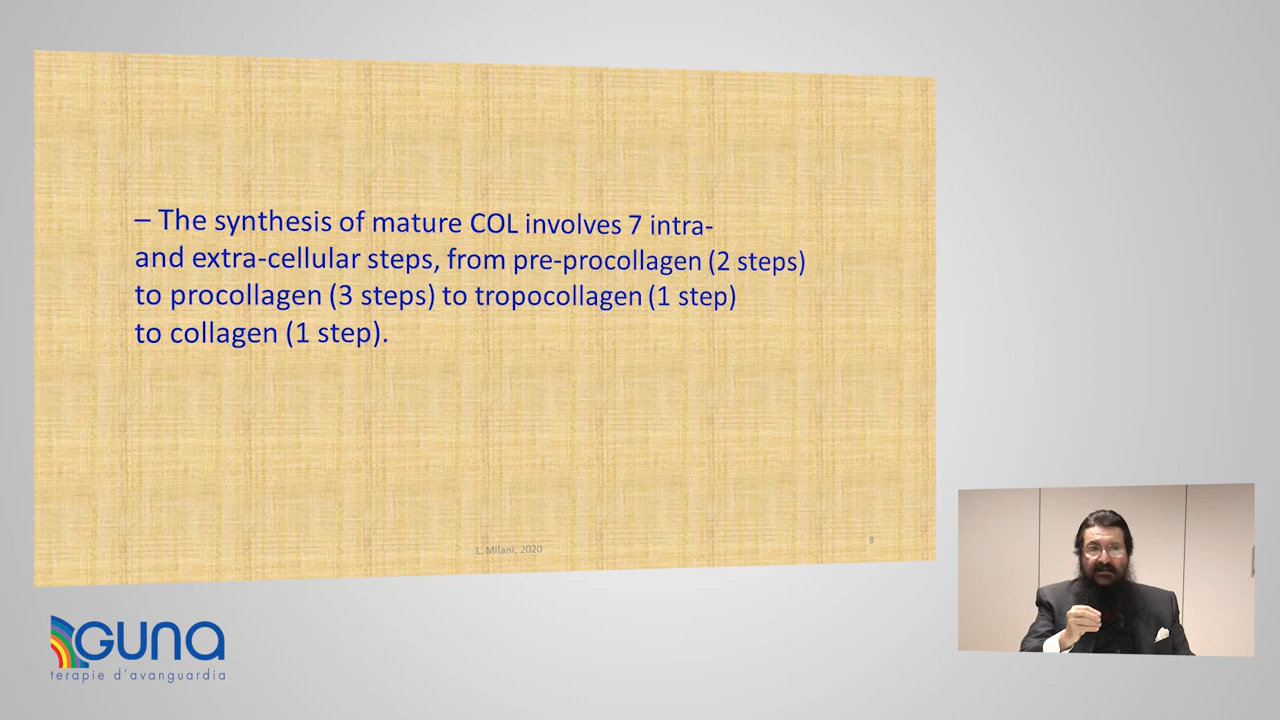 – The synthesis of mature COL involves 7 intra-
and extra-cellular steps, from pre-procollagen (2 steps)
to procollagen (3 steps) to tropocollagen (1 step)
to collagen (1 step).
L. Milani, 2020
8
GUNA
terapie d'avanguardia